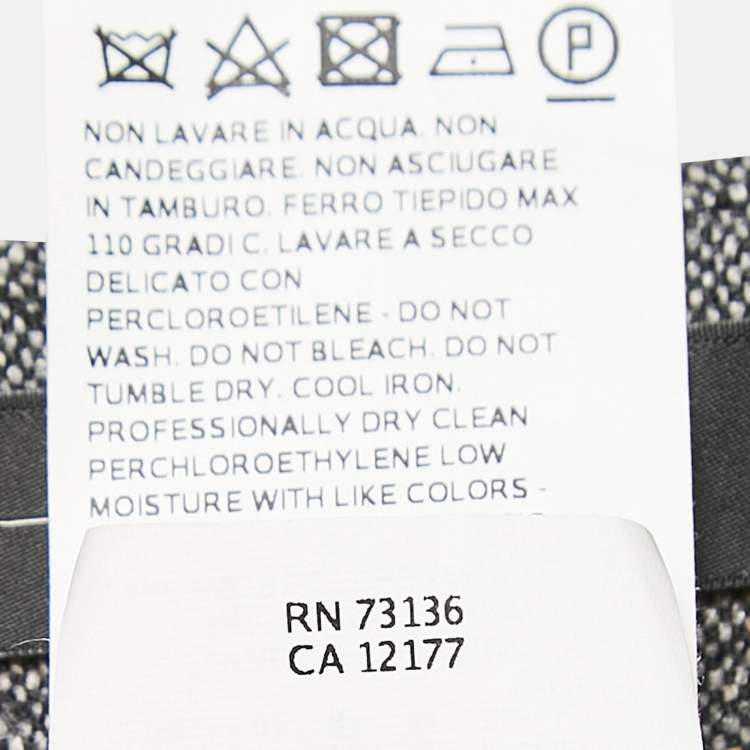 P
NON LAVARE IN ACQUA. NON
CANDEGGIARE. NON ASCIUGARE
IN TAMBURO. FERRO TIEPIDO MAX
110 GRADI C. LAVARE A SECCO
DELICATO CON
PERCLOROETILENE - DO NOT
WASH. DO NOT BLEACH. DO NOT
TUMBLE DRY. COOL IRON.
PROFESSIONALLY DRY CLEAN
PERCHLOROETHYLENE LOW
MOISTURE WITH LIKE COLORS -
RN 73136
CA 12177